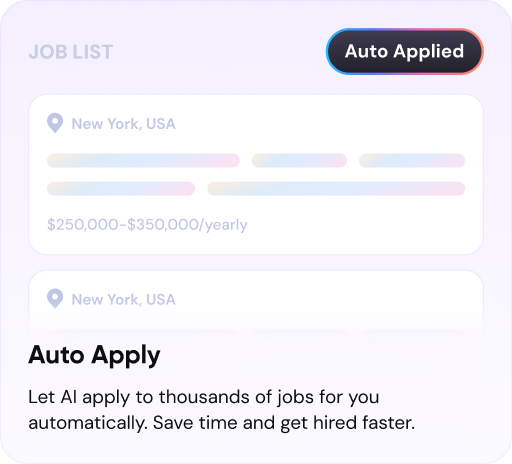 JOB LIST
Auto Applied
New York, USA
$250,000-$350,000/yearly
New York, USA
Auto Apply
Let AI apply to thousands of jobs for you
automatically. Save time and get hired faster.